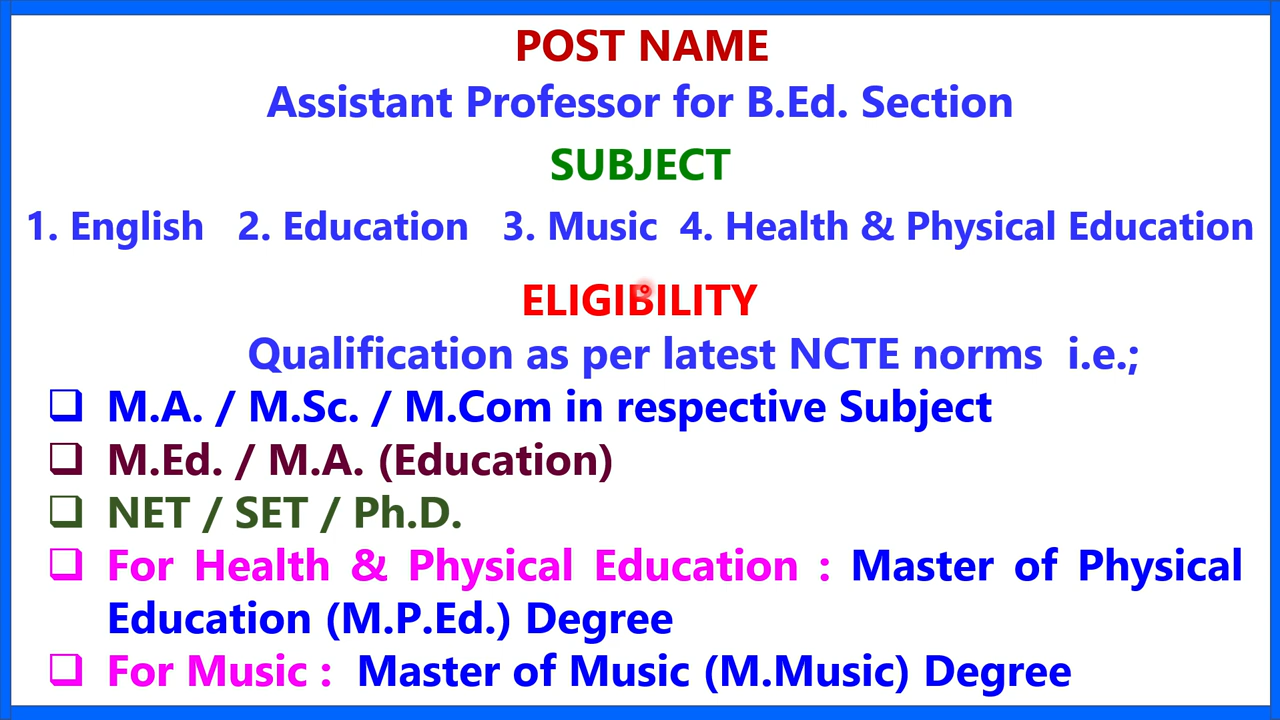 POST NAME
Assistant Professor for B.Ed. Section
SUBJECT
1. English 2. Education 3. Music 4. Health & Physical Education
ELIGIBILITY
Qualification as per latest NCTE norms i.e.;
❑ M.A. / M.Sc. / M.Com in respective Subject
❑ M.Ed. / M.A. (Education)
❑ NET / SET / Ph.D.
❑ For Health & Physical Education : Master of Physical
Education (M.P.Ed.) Degree
❑ For Music : Master of Music (M.Music) Degree